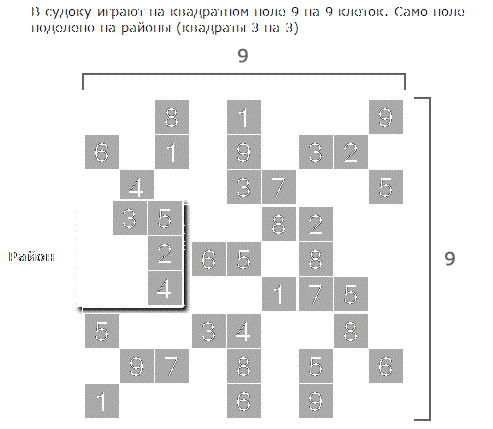 В судоку играют на квадратном поле 9 на 9 клеток. Само поле
поделено на районы (квадраты 3 на 3)
9
8 1 9
6 1 9 3 2
4 3 7 5
3 5 8 2
2 6 5 8
Район 9
4 1 7 5
5 3 4 8
9 7 8 5 6
1 6 9